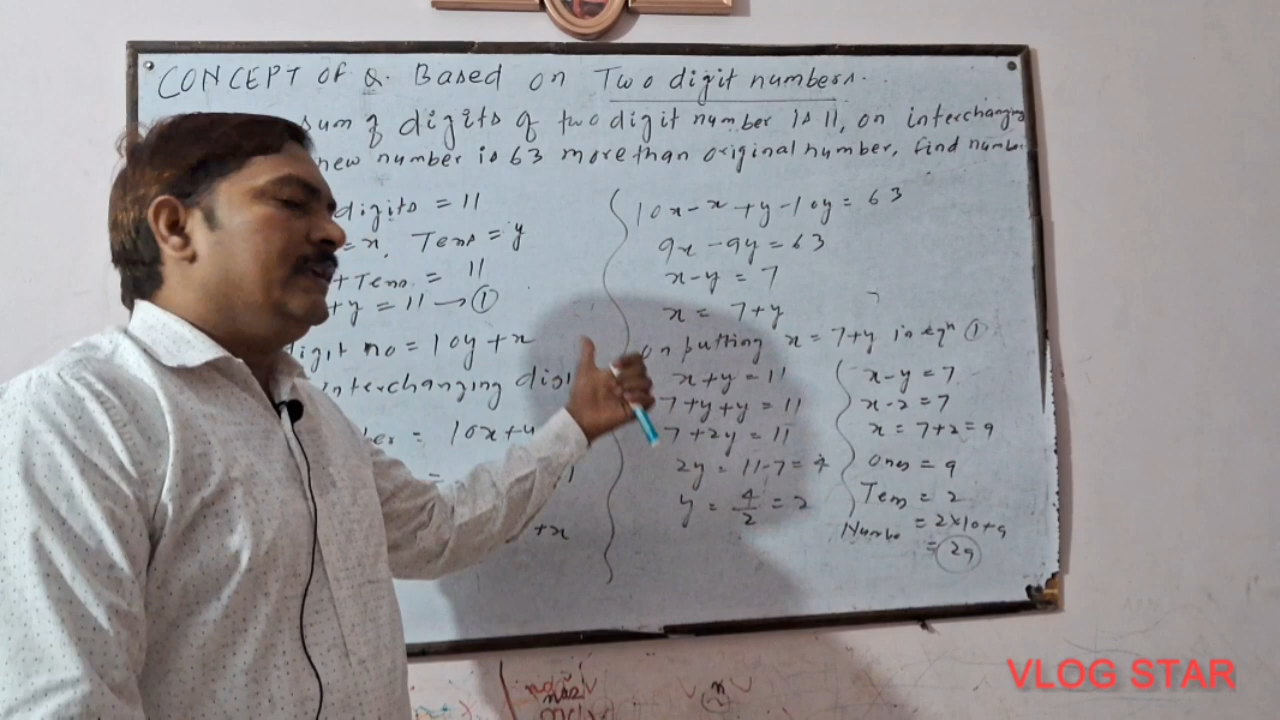 CONCEPT OF Q. Based on Two digit numbers.
sum of digits of two digit number is 11, on interchanging
new number is 63 more than original number, find number
digits = 11
= x, Tens = y
+ Tens = 11
+ y = 11 → ①
digit no = 10y + x
interchanging digi
= 10x + y
=
+ x
10x - x + y - 10y = 63
9x - 9y = 63
x - y = 7
x = 7 + y
on putting x = 7 + y in eqn ①
x + y = 11
7 + y + y = 11
7 + 2y = 11
2y = 11 - 7 = 4
y = 4/2 = 2
x - y = 7
x - 2 = 7
x = 7 + 2 = 9
Ones = 9
Tens = 2
Number = 2 × 10 + 9
= 29
VLOG STAR